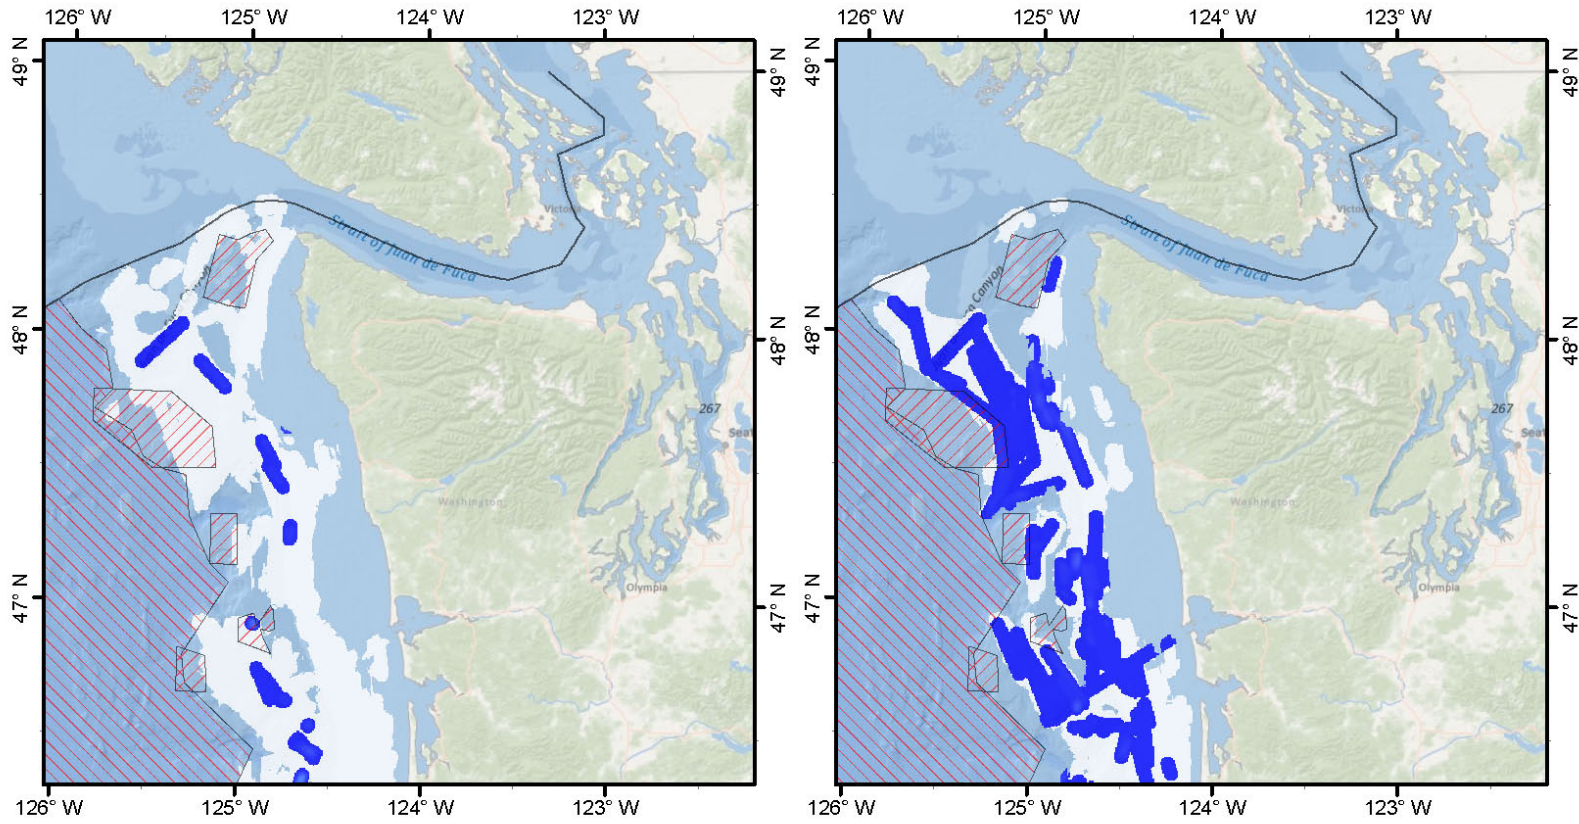 126° W 125° W 124° W 123° W 126° W 125° W 124° W 123° W
49° N 49° N 49° N 49° N
Victoria Victoria
Strait of Juan de Fuca Strait of Juan de Fuca
Canyon
48° N 48° N 48° N 48° N
267 267
Seat Seat
Washington Washington
47° N 47° N 47° N 47° N
Olympia Olympia
126° W 125° W 124° W 123° W 126° W 125° W 124° W 123° W